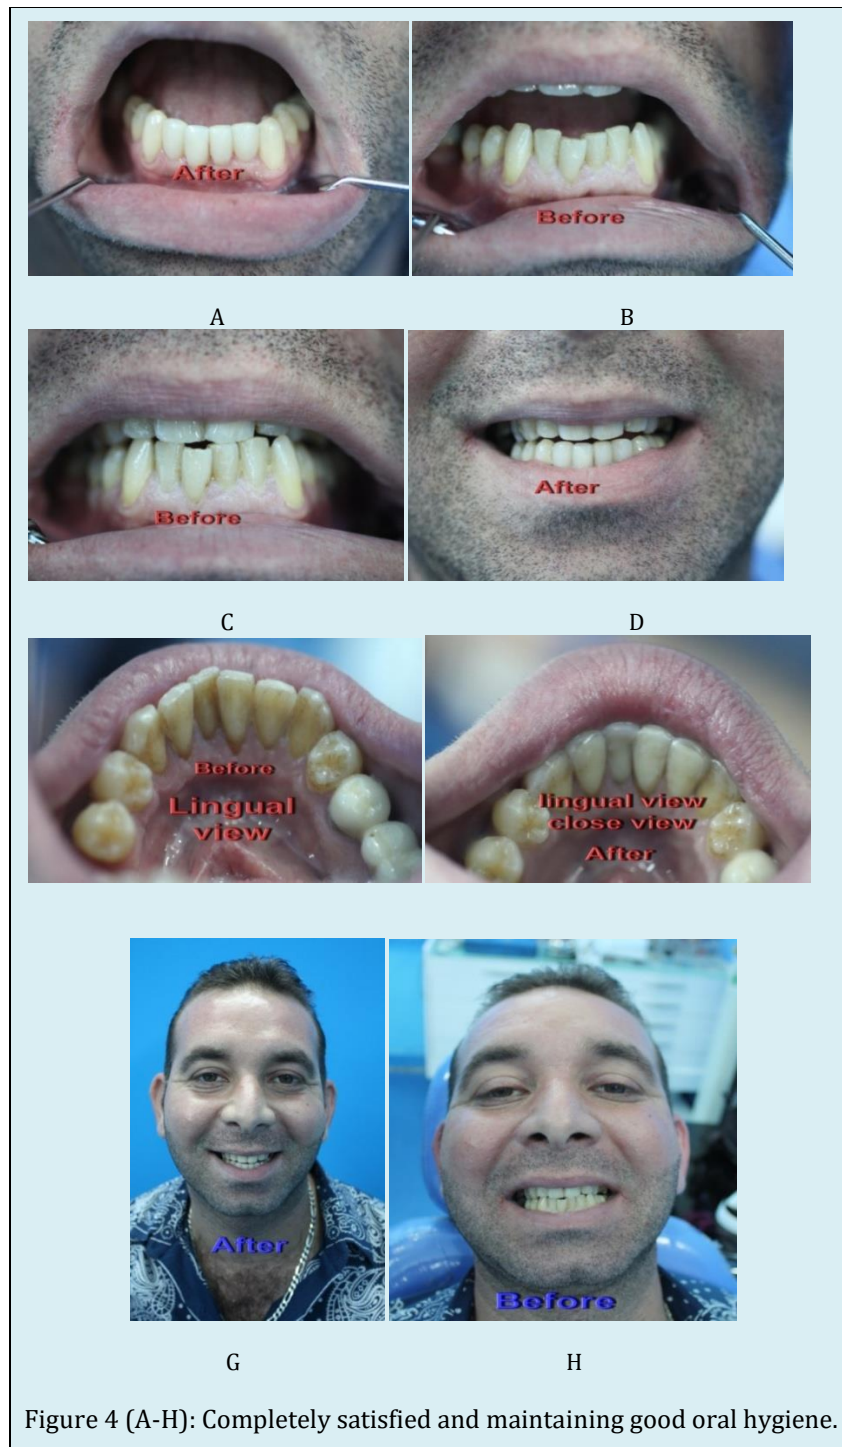 After
Before
A
B
Before
After
C
D
Before
Lingual
view
lingual view
close view
After
After
Before
G
H
Figure 4 (A-H): Completely satisfied and maintaining good oral hygiene.